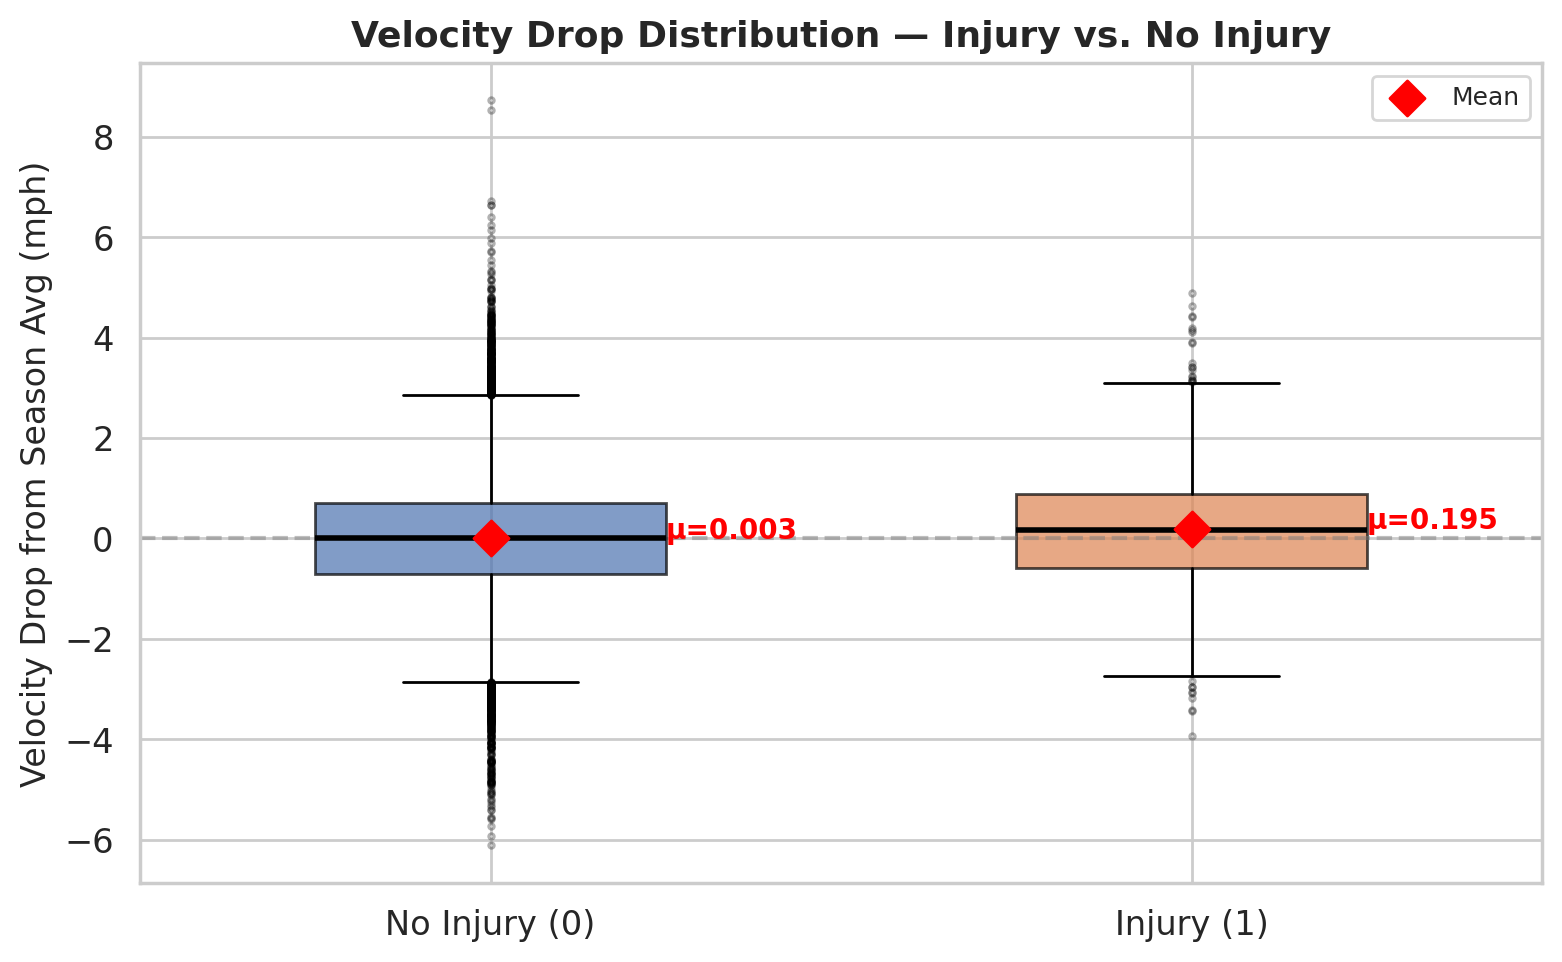 Velocity Drop Distribution — Injury vs. No Injury
Mean
Velocity Drop from Season Avg (mph)
8
6
4
2
0
−2
−4
−6
μ=0.003
μ=0.195
No Injury (0)
Injury (1)